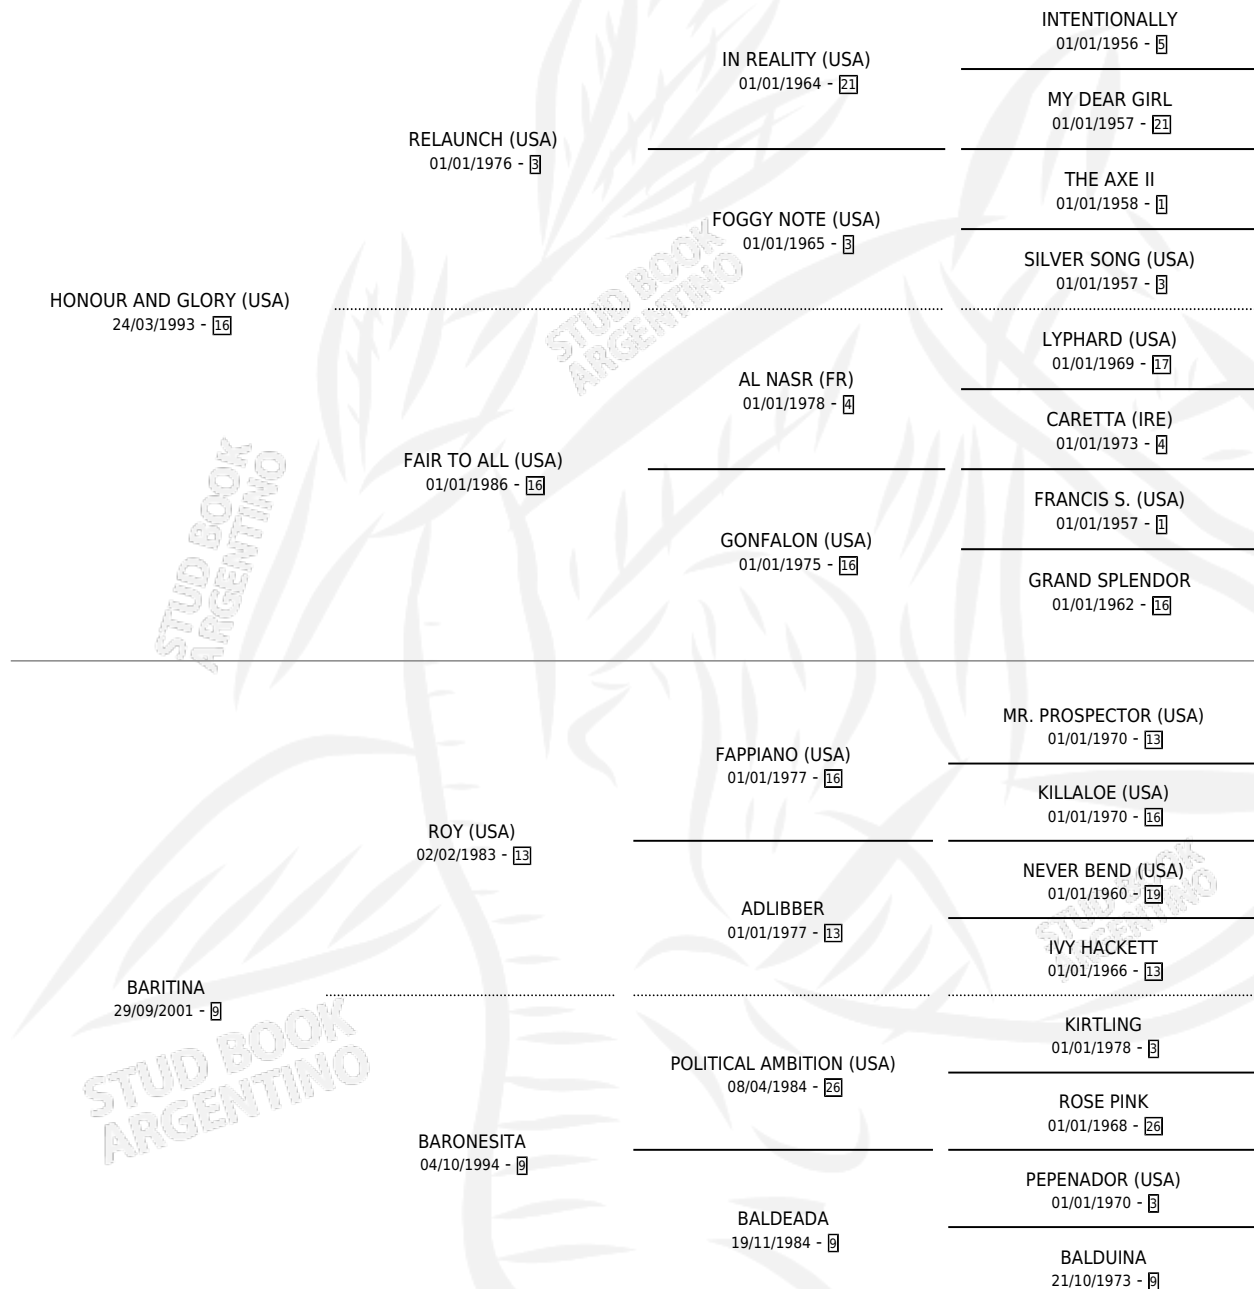 INTENTIONALLY
01/01/1956 - 5
IN REALITY (USA)
01/01/1964 - 21
MY DEAR GIRL
01/01/1957 - 21
RELAUNCH (USA)
01/01/1976 - 3
THE AXE II
01/01/1958 - 1
FOGGY NOTE (USA)
01/01/1965 - 3
SILVER SONG (USA)
01/01/1957 - 3
HONOUR AND GLORY (USA)
24/03/1993 - 16
LYPHARD (USA)
01/01/1969 - 17
AL NASR (FR)
01/01/1978 - 4
CARETTA (IRE)
01/01/1973 - 4
FAIR TO ALL (USA)
01/01/1986 - 16
FRANCIS S. (USA)
01/01/1957 - 1
GONFALON (USA)
01/01/1975 - 16
GRAND SPLENDOR
01/01/1962 - 16
MR. PROSPECTOR (USA)
01/01/1970 - 13
FAPPIANO (USA)
01/01/1977 - 16
KILLALOE (USA)
01/01/1970 - 16
ROY (USA)
02/02/1983 - 13
NEVER BEND (USA)
01/01/1960 - 19
ADLIBBER
01/01/1977 - 13
IVY HACKETT
01/01/1966 - 13
BARITINA
29/09/2001 - 9
KIRTLING
01/01/1978 - 3
POLITICAL AMBITION (USA)
08/04/1984 - 26
ROSE PINK
01/01/1968 - 26
BARONESITA
04/10/1994 - 9
PEPENADOR (USA)
01/01/1970 - 3
BALDEADA
19/11/1984 - 9
BALDUINA
21/10/1973 - 9
STUD BOOK
ARGENTINO
STUD BOOK
ARGENTINO
STUD BOOK
ARGENTINO
STUD BOOK
ARGENTINO